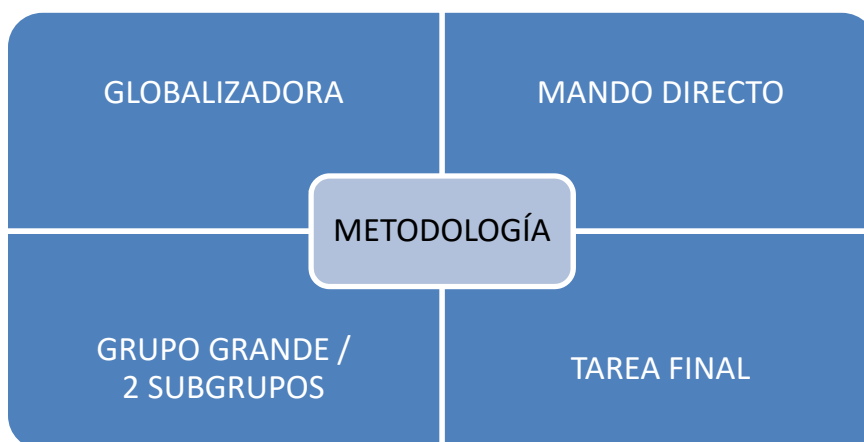 GLOBALIZADORA
MANDO DIRECTO
METODOLOGÍA
GRUPO GRANDE /
2 SUBGRUPOS
TAREA FINAL